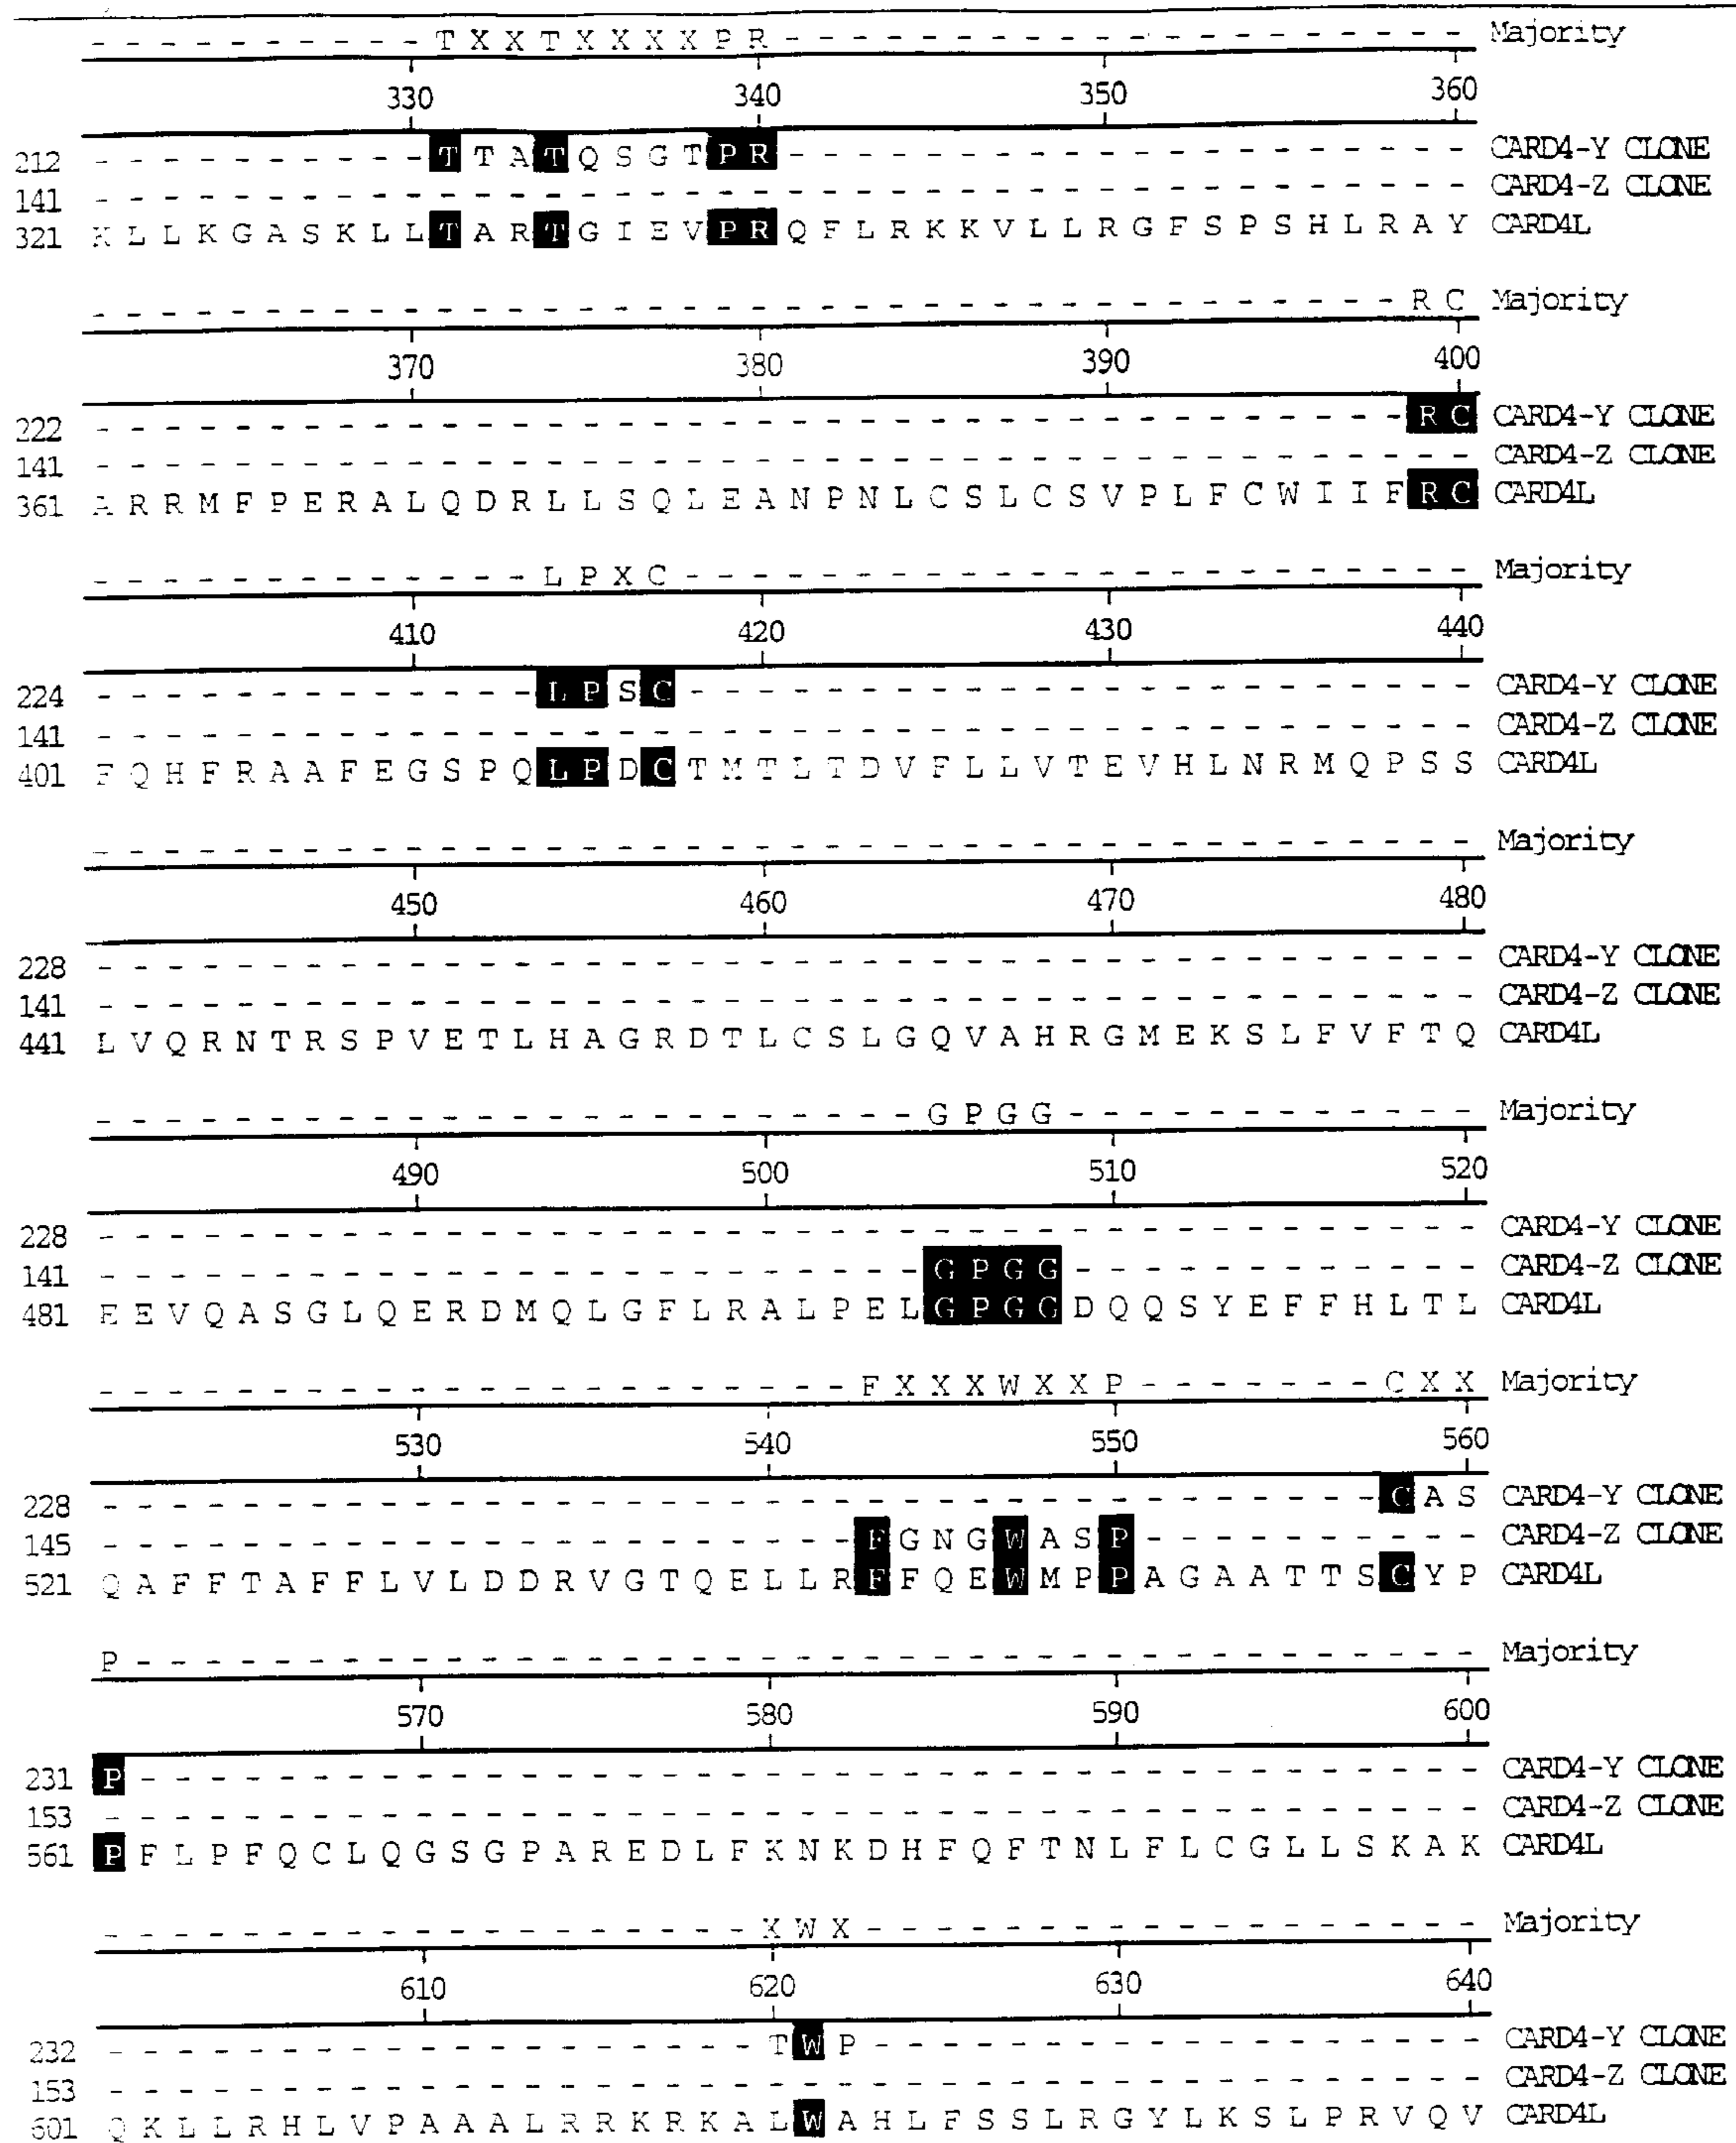 - - - - - - - - - - T X X T X X X X P R - - - - - - - - - - - - - - - - - - - - Majority
330 340 350 360
212 - - - - - - - - - - T T A T Q S G T P R - - - - - - - - - - - - - - - - - - - - CARD4-Y CLONE
141 - - - - - - - - - - - - - - - - - - - - - - - - - - - - - - - - - - - - - - - - CARD4-Z CLONE
321 K L L K G A S K L L T A R T G I E V P R Q F L R K K V L L R G F S P S H L R A Y CARD4L
- - - - - - - - - - - - - - - - - - - - - - - - - - - - - - - - - - - - - - R C Majority
370 380 390 400
222 - - - - - - - - - - - - - - - - - - - - - - - - - - - - - - - - - - - - - - R C CARD4-Y CLONE
141 - - - - - - - - - - - - - - - - - - - - - - - - - - - - - - - - - - - - - - - - CARD4-Z CLONE
361 A R R M F P E R A L Q D R L L S Q L E A N P N L C S L C S V P L F C W I I F R C CARD4L
- - - - - - - - - - - - - L P X C - - - - - - - - - - - - - - - - - - - - - - - Majority
410 420 430 440
224 - - - - - - - - - - - - - L P S C - - - - - - - - - - - - - - - - - - - - - - - CARD4-Y CLONE
141 - - - - - - - - - - - - - - - - - - - - - - - - - - - - - - - - - - - - - - - - CARD4-Z CLONE
401 F Q H F R A A F E G S P Q L P D C T M T L T D V F L L V T E V H L N R M Q P S S CARD4L
- - - - - - - - - - - - - - - - - - - - - - - - - - - - - - - - - - - - - - - - Majority
450 460 470 480
228 - - - - - - - - - - - - - - - - - - - - - - - - - - - - - - - - - - - - - - - - CARD4-Y CLONE
141 - - - - - - - - - - - - - - - - - - - - - - - - - - - - - - - - - - - - - - - - CARD4-Z CLONE
441 L V Q R N T R S P V E T L H A G R D T L C S L G Q V A H R G M E K S L F V F T Q CARD4L
- - - - - - - - - - - - - - - - - - - - - - - - G P G G - - - - - - - - - - - - Majority
490 500 510 520
228 - - - - - - - - - - - - - - - - - - - - - - - - - - - - - - - - - - - - - - - - CARD4-Y CLONE
141 - - - - - - - - - - - - - - - - - - - - - - - - G P G G - - - - - - - - - - - - CARD4-Z CLONE
481 E E V Q A S G L Q E R D M Q L G F L R A L P E L G P G G D Q Q S Y E F F H L T L CARD4L
- - - - - - - - - - - - - - - - - - - - - - F X X X W X X P - - - - - - - C X X Majority
530 540 550 560
228 - - - - - - - - - - - - - - - - - - - - - - - - - - - - - - - - - - - - - C A S CARD4-Y CLONE
145 - - - - - - - - - - - - - - - - - - - - - - F G N G W A S P - - - - - - - - - - CARD4-Z CLONE
521 Q A F F T A F F L V L D D R V G T Q E L L R F F Q E W M P P A G A A T T S C Y P CARD4L
P - - - - - - - - - - - - - - - - - - - - - - - - - - - - - - - - - - - - - - - Majority
570 580 590 600
231 P - - - - - - - - - - - - - - - - - - - - - - - - - - - - - - - - - - - - - - - CARD4-Y CLONE
153 - - - - - - - - - - - - - - - - - - - - - - - - - - - - - - - - - - - - - - - - CARD4-Z CLONE
561 P F L P F Q C L Q G S G P A R E D L F K N K D H F Q F T N L F L C G L L S K A K CARD4L
- - - - - - - - - - - - - - - - - - - X W X - - - - - - - - - - - - - - - - - - Majority
610 620 630 640
232 - - - - - - - - - - - - - - - - - - - T W P - - - - - - - - - - - - - - - - - - CARD4-Y CLONE
153 - - - - - - - - - - - - - - - - - - - - - - - - - - - - - - - - - - - - - - - - CARD4-Z CLONE
601 Q K L L R H L V P A A A L R R K R K A L W A H L F S S L R G Y L K S L P R V Q V CARD4L